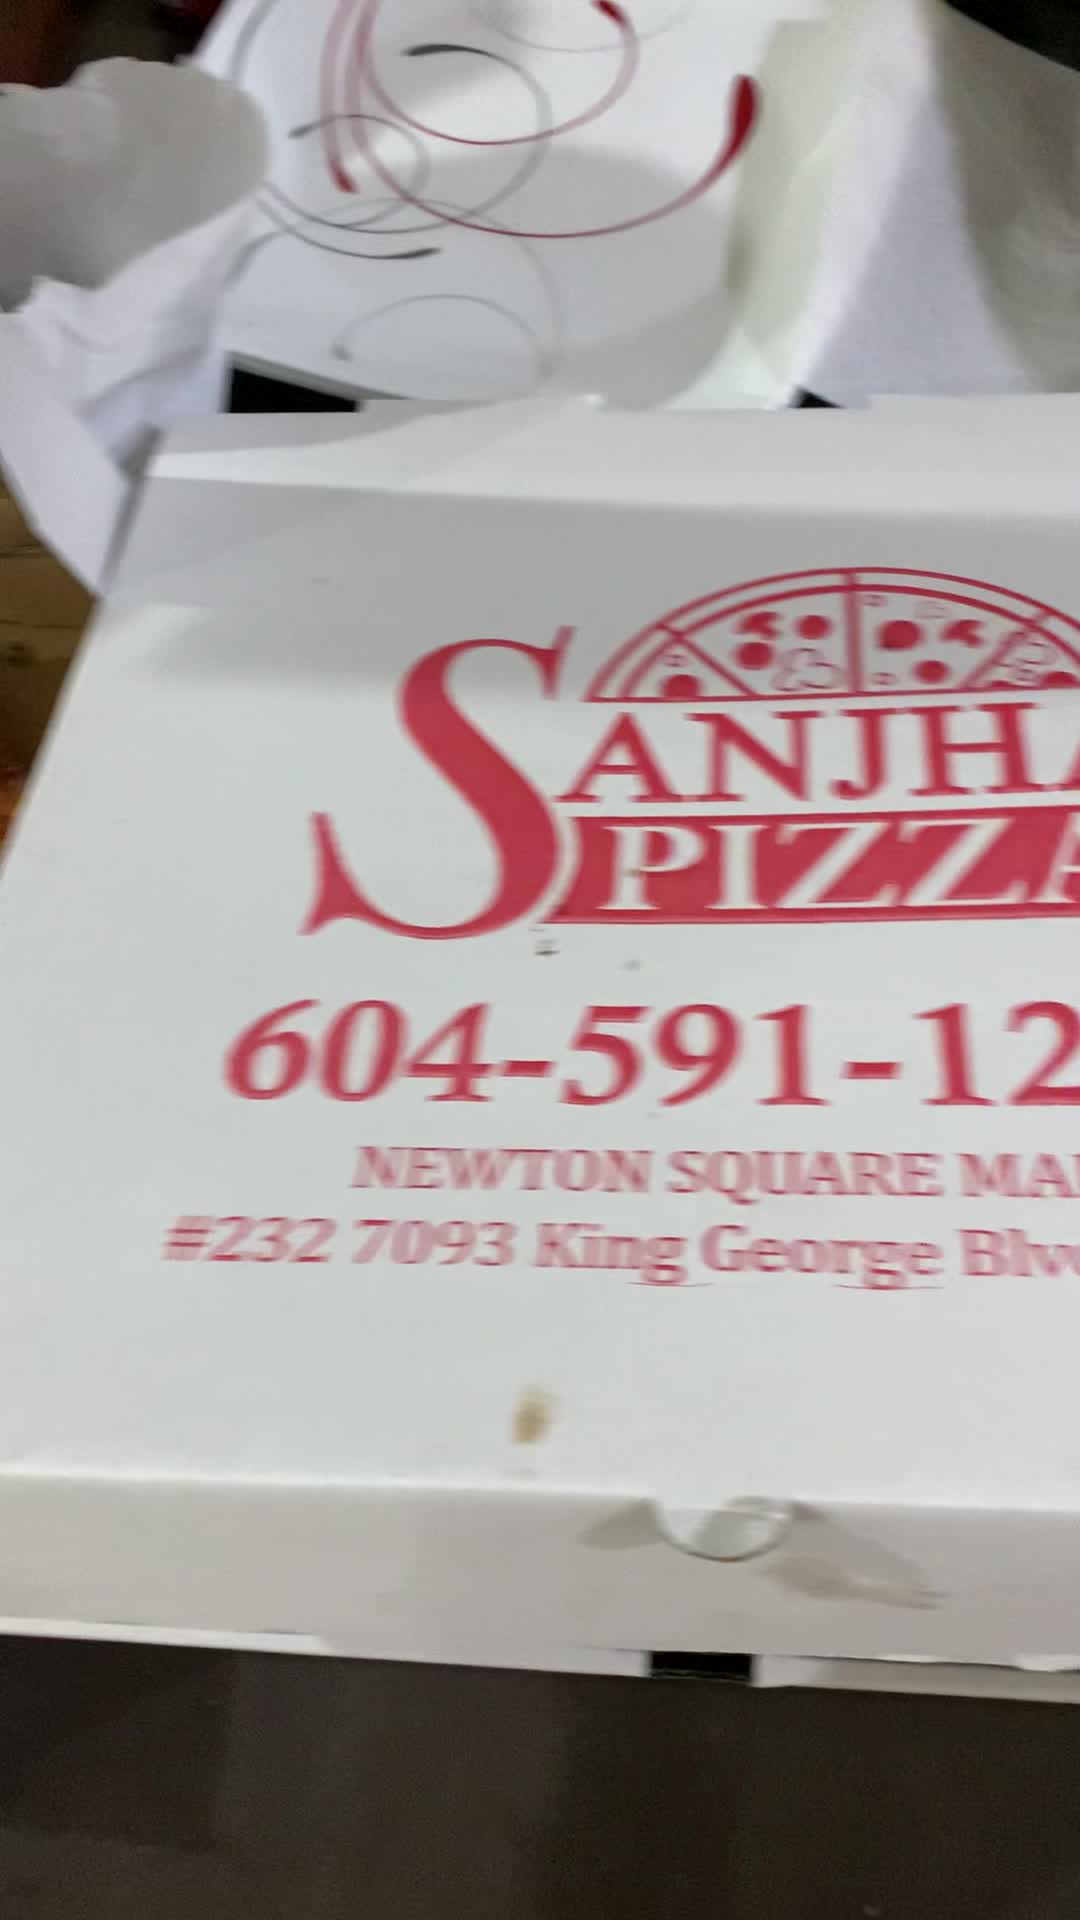 SANJHA
PIZZA
604-591-12
NEWTON SQUARE MA
#232 7093 King George Blv